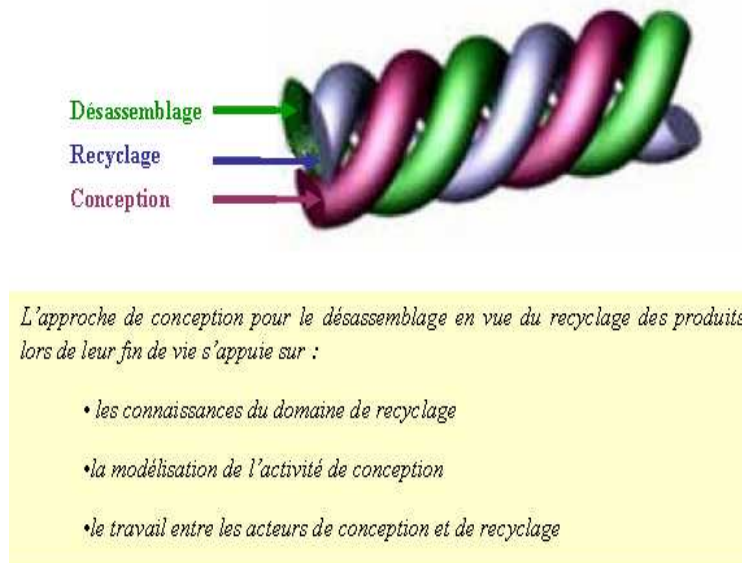 Désassemblage
Recyclage
Conception
L'approche de conception pour le désassemblage en vue du recyclage des produits
lors de leur fin de vie s'appuie sur :
• les connaissances du domaine de recyclage
•la modélisation de l'activité de conception
•le travail entre les acteurs de conception et de recyclage